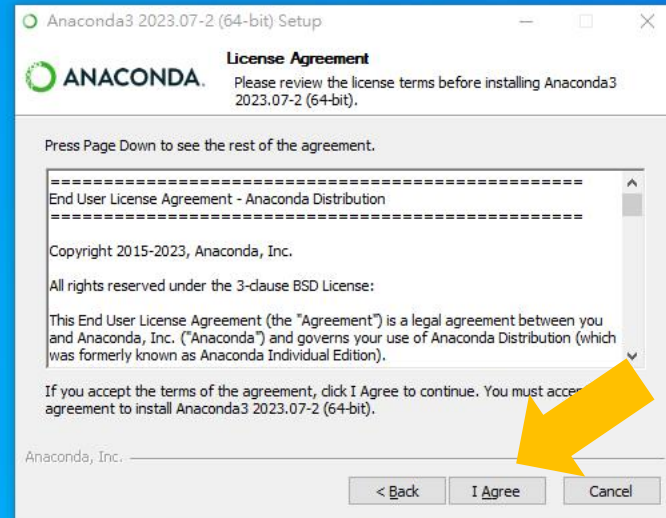 Anaconda3 2023.07-2 (64-bit) Setup
ANACONDA.
License Agreement
Please review the license terms before installing Anaconda3
2023.07-2 (64-bit).
Press Page Down to see the rest of the agreement.
=====================================================
End User License Agreement - Anaconda Distribution
=====================================================
Copyright 2015-2023, Anaconda, Inc.
All rights reserved under the 3-clause BSD License:
This End User License Agreement (the "Agreement") is a legal agreement between you
and Anaconda, Inc. ("Anaconda") and governs your use of Anaconda Distribution (which
was formerly known as Anaconda Individual Edition).
If you accept the terms of the agreement, click I Agree to continue. You must
agreement to install Anaconda3 2023.07-2 (64-bit).
Anaconda, Inc.
< Back
I Agree
Cancel